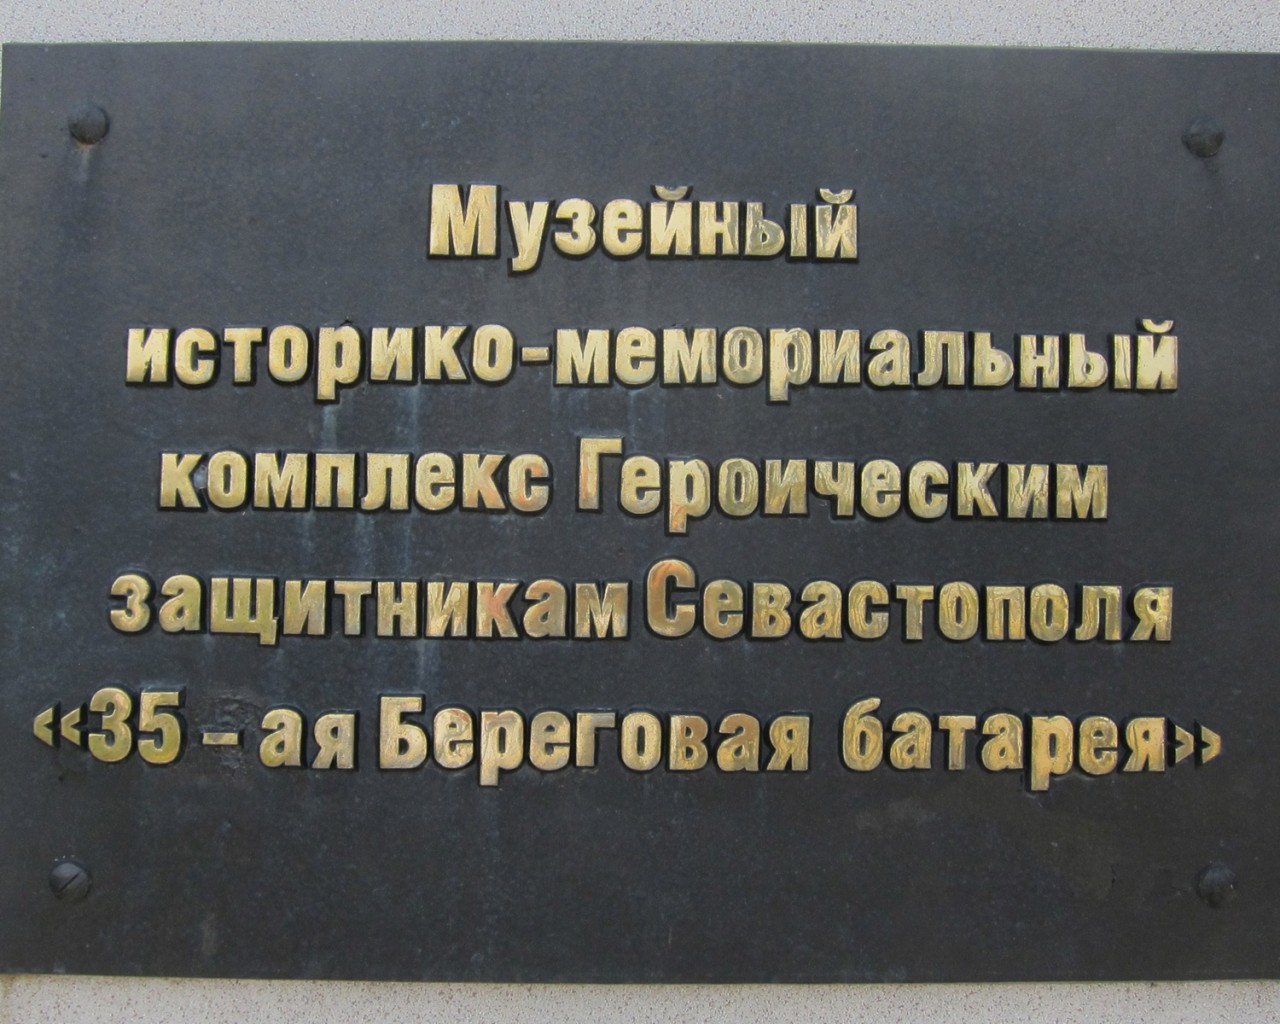 Музейный
историко-мемориальный
комплекс Героическим
защитникам Севастополя
«35 – ая Береговая батарея»